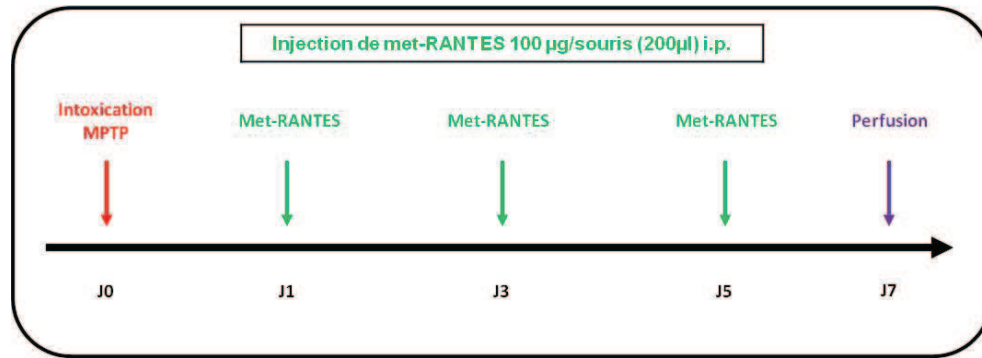 Injection de met-RANTES 100 µg/souris (200µl) i.p.
Intoxication
MPTP
Met-RANTES
Met-RANTES
Met-RANTES
Perfusion
J0
J1
J3
J5
J7